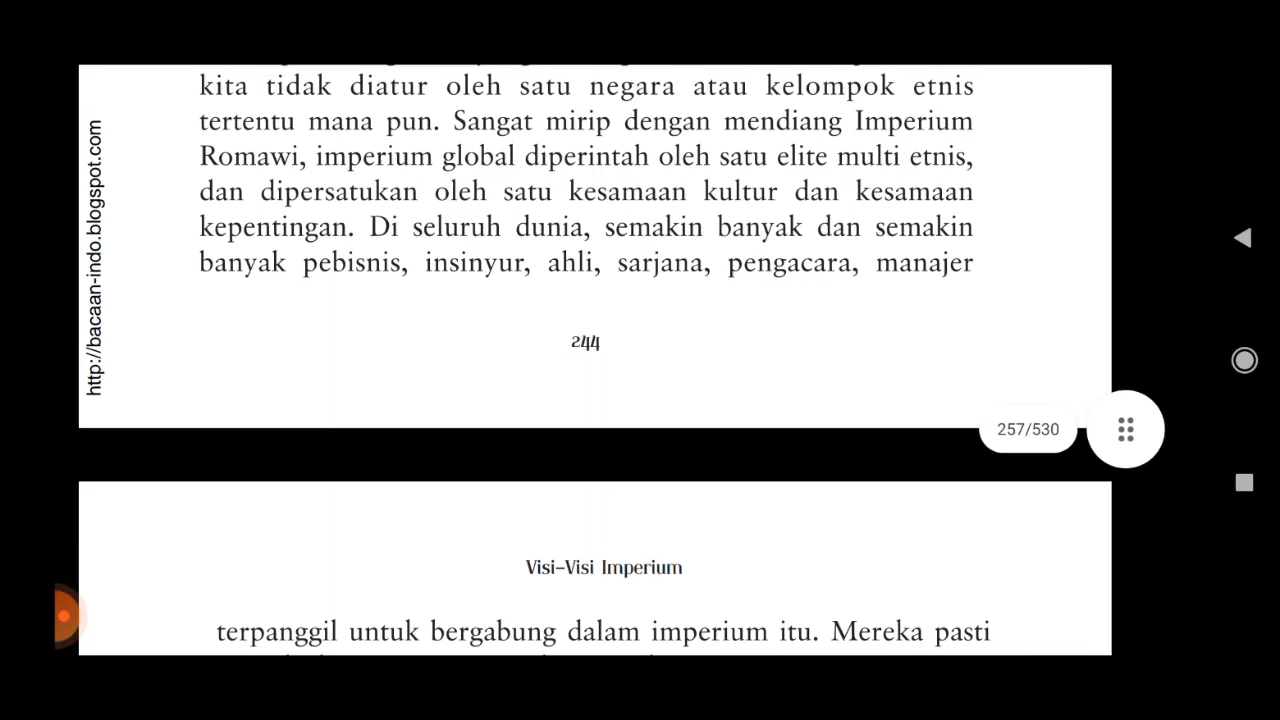 kita tidak diatur oleh satu negara atau kelompok etnis
tertentu mana pun. Sangat mirip dengan mendiang Imperium
Romawi, imperium global diperintah oleh satu elite multi etnis,
dan dipersatukan oleh satu kesamaan kultur dan kesamaan
kepentingan. Di seluruh dunia, semakin banyak dan semakin
banyak pebisnis, insinyur, ahli, sarjana, pengacara, manajer
http://bacaan-indo.blogspot.com
244
257/530
Visi-Visi Imperium
terpanggil untuk bergabung dalam imperium itu. Mereka pasti